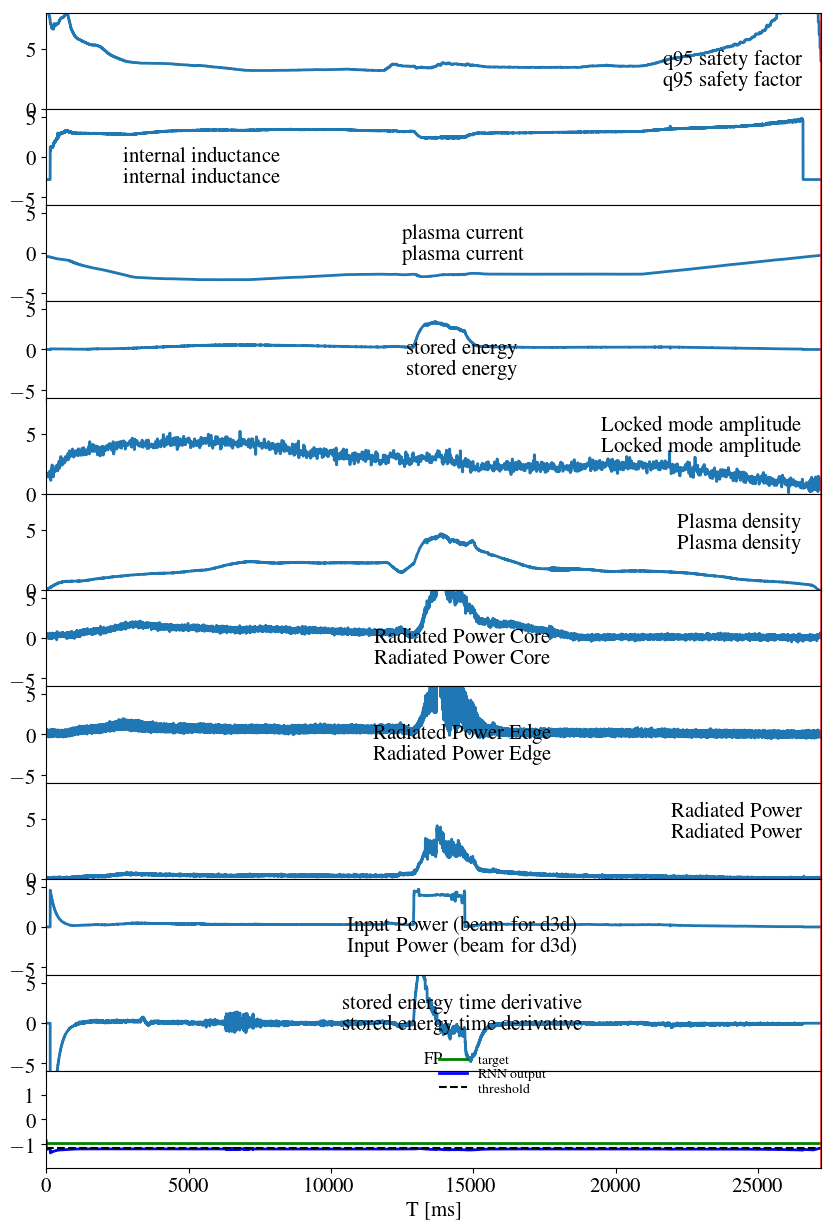 5
q95 safety factor
q95 safety factor
0
5
0
internal inductance
internal inductance
−5
5
plasma current
0
plasma current
−5
5
0
stored energy
stored energy
−5
5
Locked mode amplitude
Locked mode amplitude
0
5
Plasma density
Plasma density
0
5
0
Radiated Power Core
Radiated Power Core
−5
5
0
Radiated Power Edge
Radiated Power Edge
−5
5
Radiated Power
Radiated Power
0
5
0
Input Power (beam for d3d)
Input Power (beam for d3d)
−5
5
stored energy time derivative
0
stored energy time derivative
−5
FP
target
RNN output
threshold
1
0
−1
0 5000 10000 15000 20000 25000
T [ms]